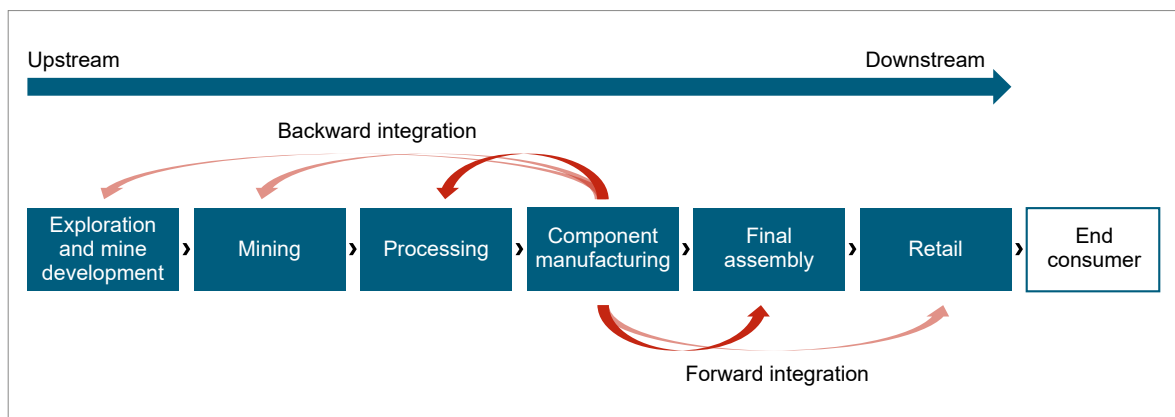 Upstream
Downstream
Backward integration
Exploration
and mine
development
Mining
Processing
Component
manufacturing
Final
assembly
Retail
End
consumer
Forward integration